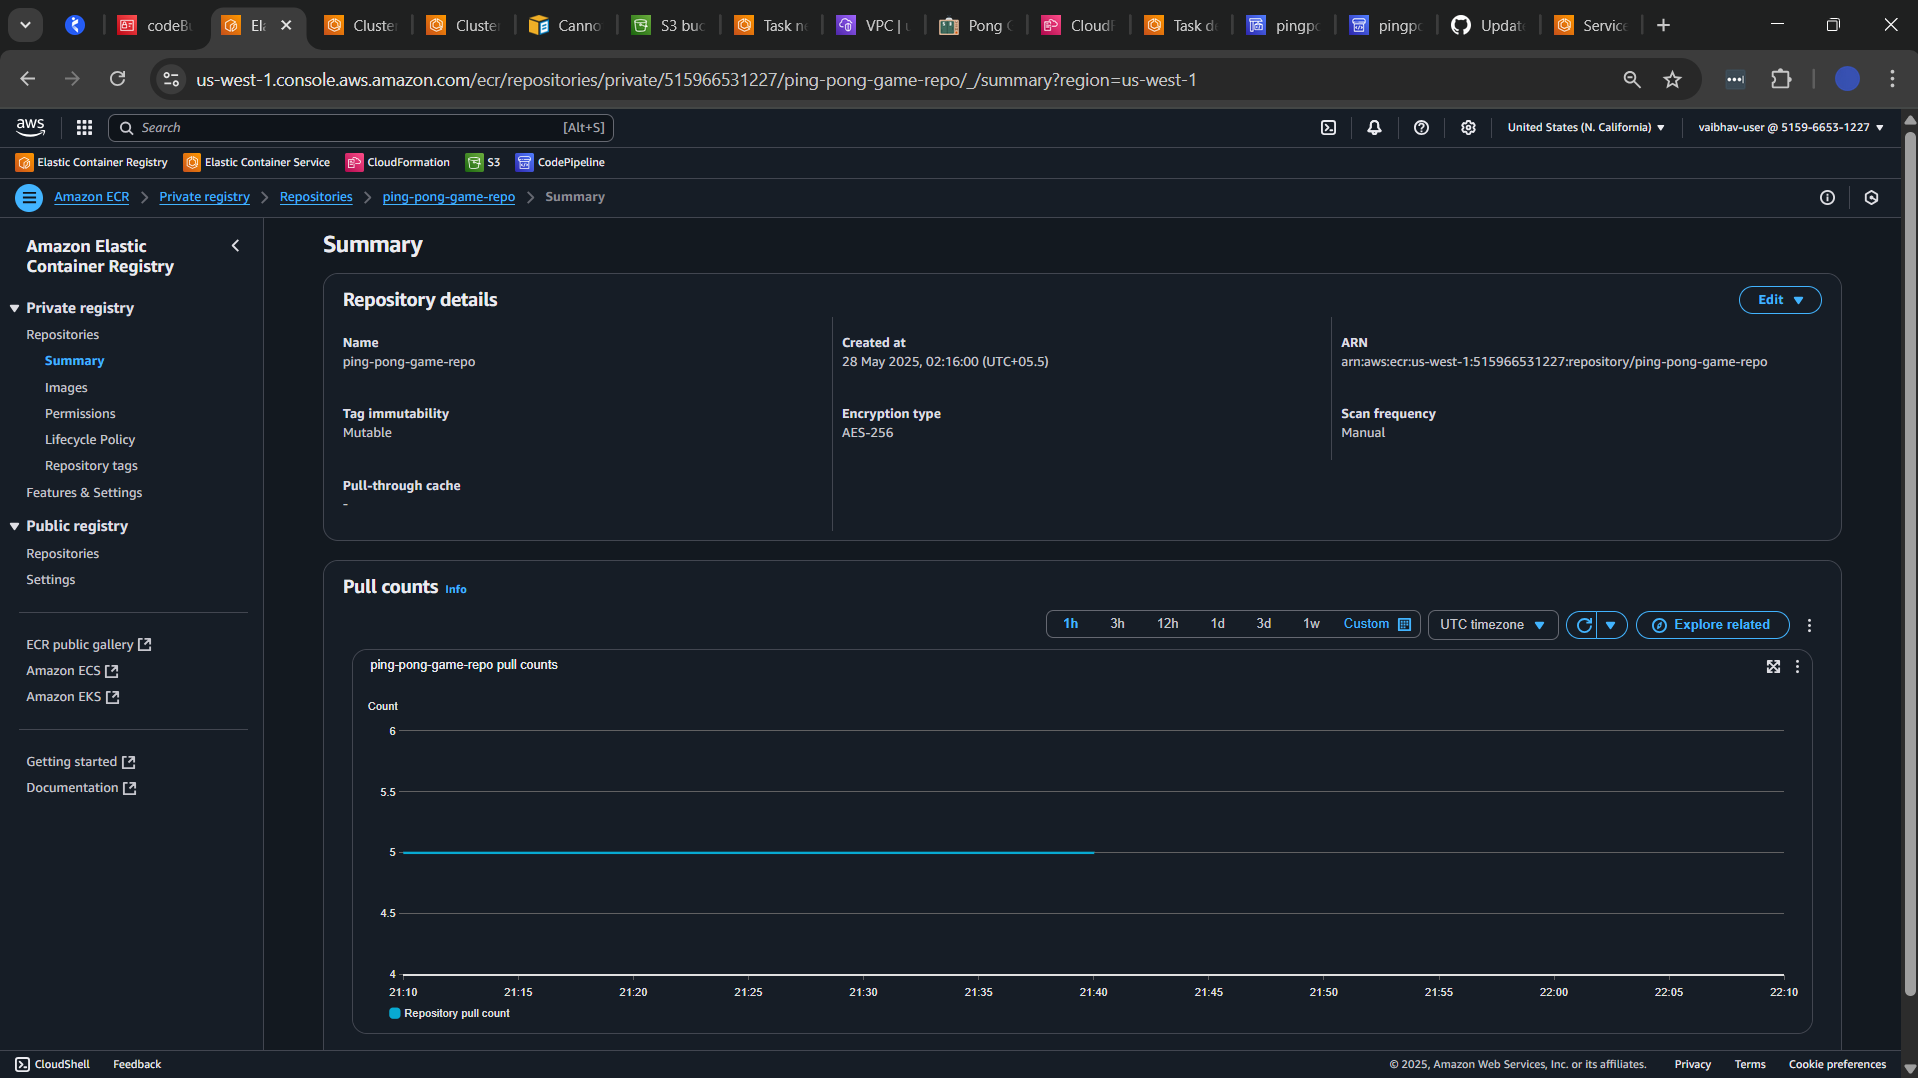 codeBu
Ela
Cluster
Cluster
Canno
S3 buc
Task ne
VPC | u
Pong G
CloudF
Task de
pingpo
pingpo
Update
Service
us-west-1.console.aws.amazon.com/ecr/repositories/private/515966531227/ping-pong-game-repo/_/summary?region=us-west-1
aws
Search
[Alt+S]
United States (N. California)
vaibhav-user @ 5159-6653-1227
Elastic Container Registry
Elastic Container Service
CloudFormation
S3
CodePipeline
Amazon ECR
Private registry
Repositories
ping-pong-game-repo
Summary
Amazon Elastic
Container Registry
Private registry
Repositories
Summary
Images
Permissions
Lifecycle Policy
Repository tags
Features & Settings
Public registry
Repositories
Settings
ECR public gallery
Amazon ECS
Amazon EKS
Getting started
Documentation
Summary
Repository details
Edit
Name
ping-pong-game-repo
Created at
28 May 2025, 02:16:00 (UTC+05.5)
ARN
arn:aws:ecr:us-west-1:515966531227:repository/ping-pong-game-repo
Tag immutability
Mutable
Encryption type
AES-256
Scan frequency
Manual
Pull-through cache
-
Pull counts Info
1h 3h 12h 1d 3d 1w Custom
UTC timezone
Explore related
ping-pong-game-repo pull counts
Count
6
5.5
5
4.5
4
21:10 21:15 21:20 21:25 21:30 21:35 21:40 21:45 21:50 21:55 22:00 22:05 22:10
Repository pull count
CloudShell
Feedback
© 2025, Amazon Web Services, Inc. or its affiliates.
Privacy
Terms
Cookie preferences